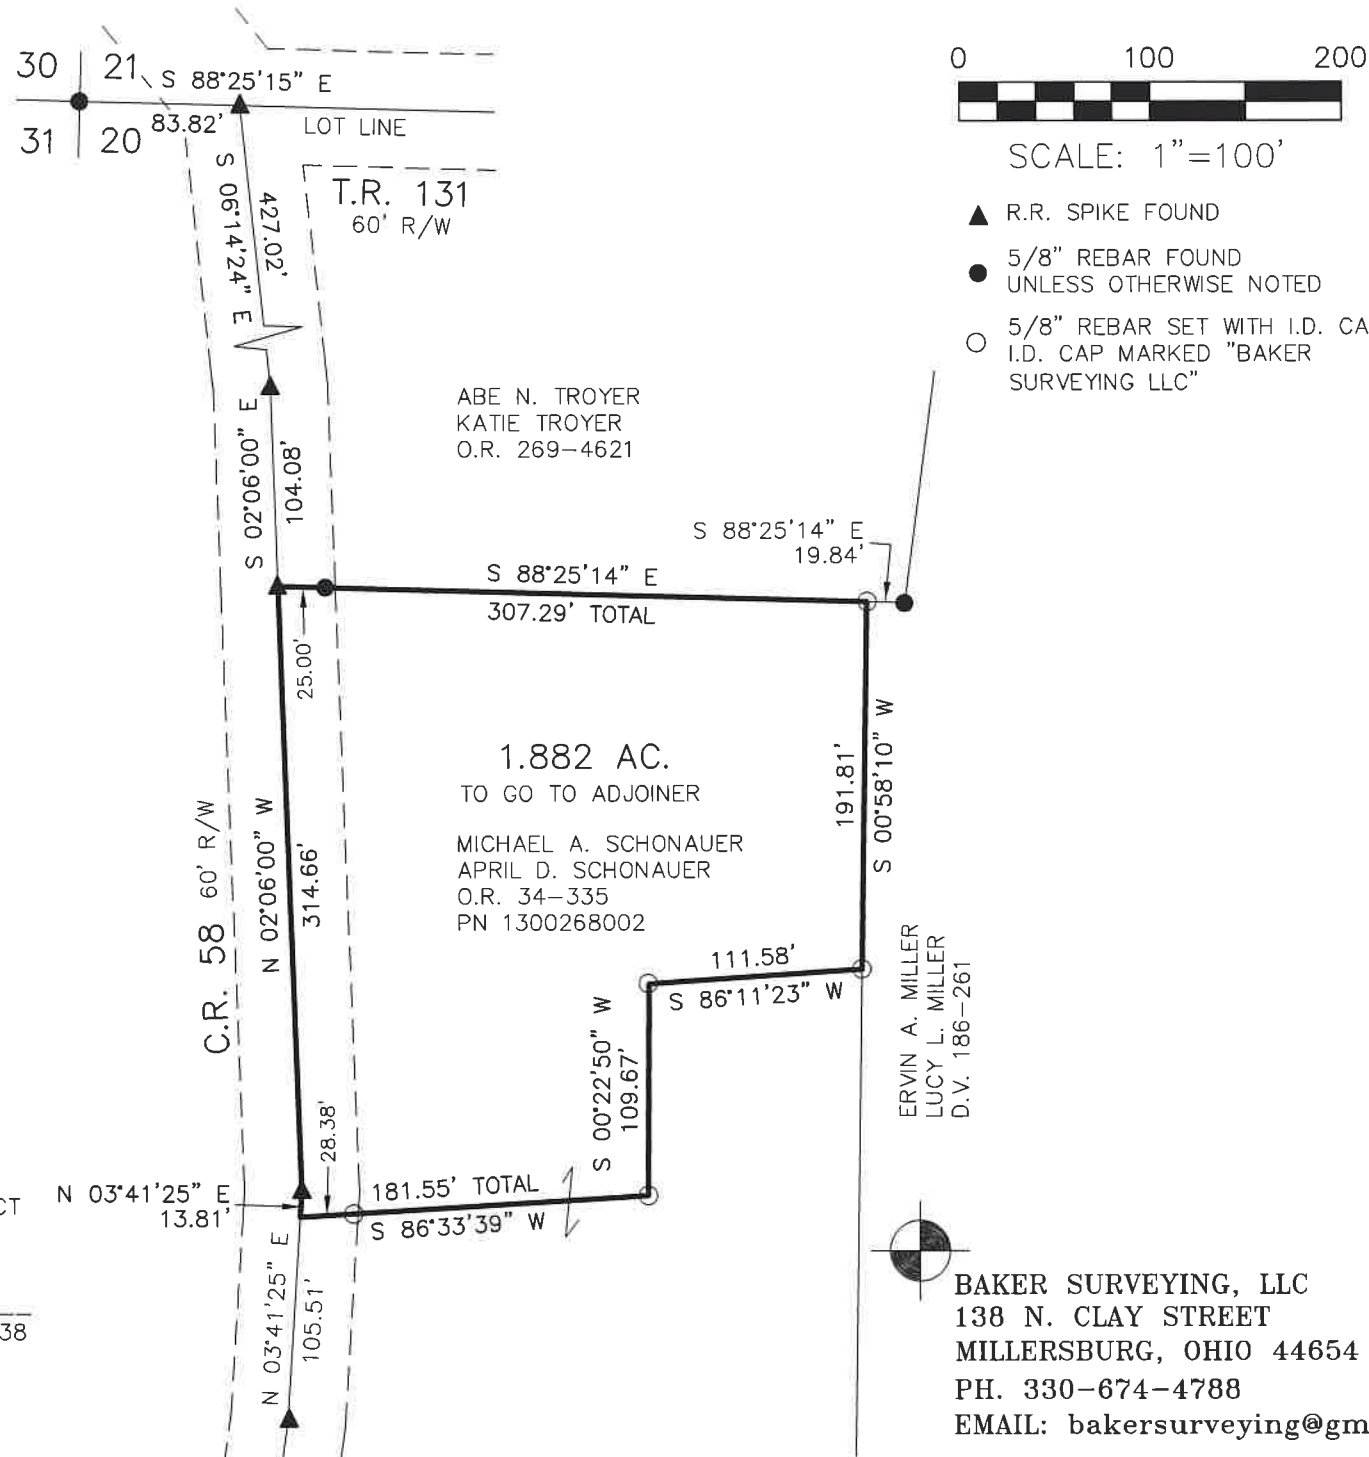 30
21
31
20
S 88°25'15" E
83.82'
LOT LINE
S 06°14'24" E
427.02'
T.R. 131
60' R/W
0 100 200
SCALE: 1"=100'
R.R. SPIKE FOUND
5/8" REBAR FOUND
UNLESS OTHERWISE NOTED
5/8" REBAR SET WITH I.D. CA
I.D. CAP MARKED "BAKER
SURVEYING LLC"
ABE N. TROYER
KATIE TROYER
O.R. 269-4621
S 02°06'00" E
104.08'
S 88°25'14" E
19.84'
S 88°25'14" E
307.29' TOTAL
25.00'
1.882 AC.
TO GO TO ADJOINER
MICHAEL A. SCHONAUER
APRIL D. SCHONAUER
O.R. 34-335
PN 1300268002
191.81'
S 00°58'10" W
C.R. 58 60' R/W
N 02°06'00" W
314.66'
111.58'
S 86°11'23" W
S 00°22'50" W
109.67'
ERVIN A. MILLER
LUCY L. MILLER
D.V. 186-261
28.38'
181.55' TOTAL
S 86°33'39" W
CT
N 03°41'25" E
13.81'
N 03°41'25" E
105.51'
38
BAKER SURVEYING, LLC
138 N. CLAY STREET
MILLERSBURG, OHIO 44654
PH. 330-674-4788
EMAIL: bakersurveying@gm